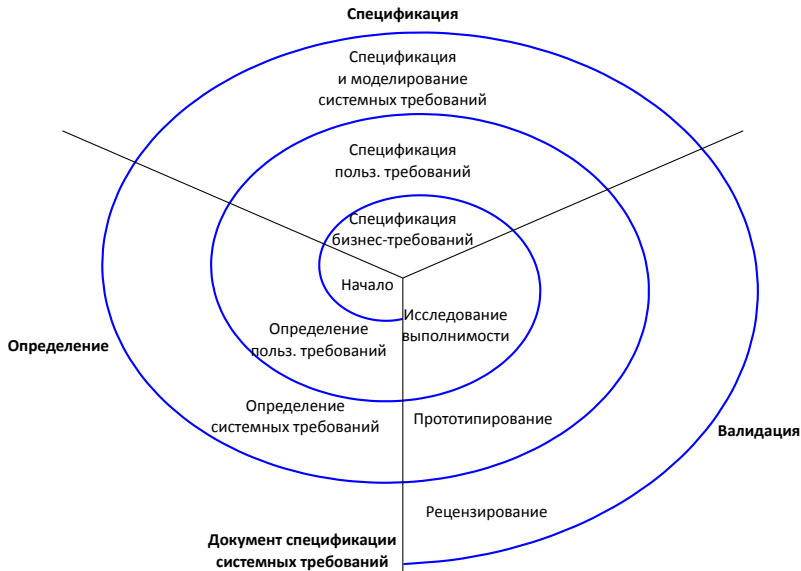 Спецификация
Спецификация
и моделирование
системных требований
Спецификация
польз. требований
Спецификация
бизнес-требований
Начало
Исследование
выполнимости
Определение
польз. требований
Определение
Определение
системных требований
Прототипирование
Валидация
Рецензирование
Документ спецификации
системных требований